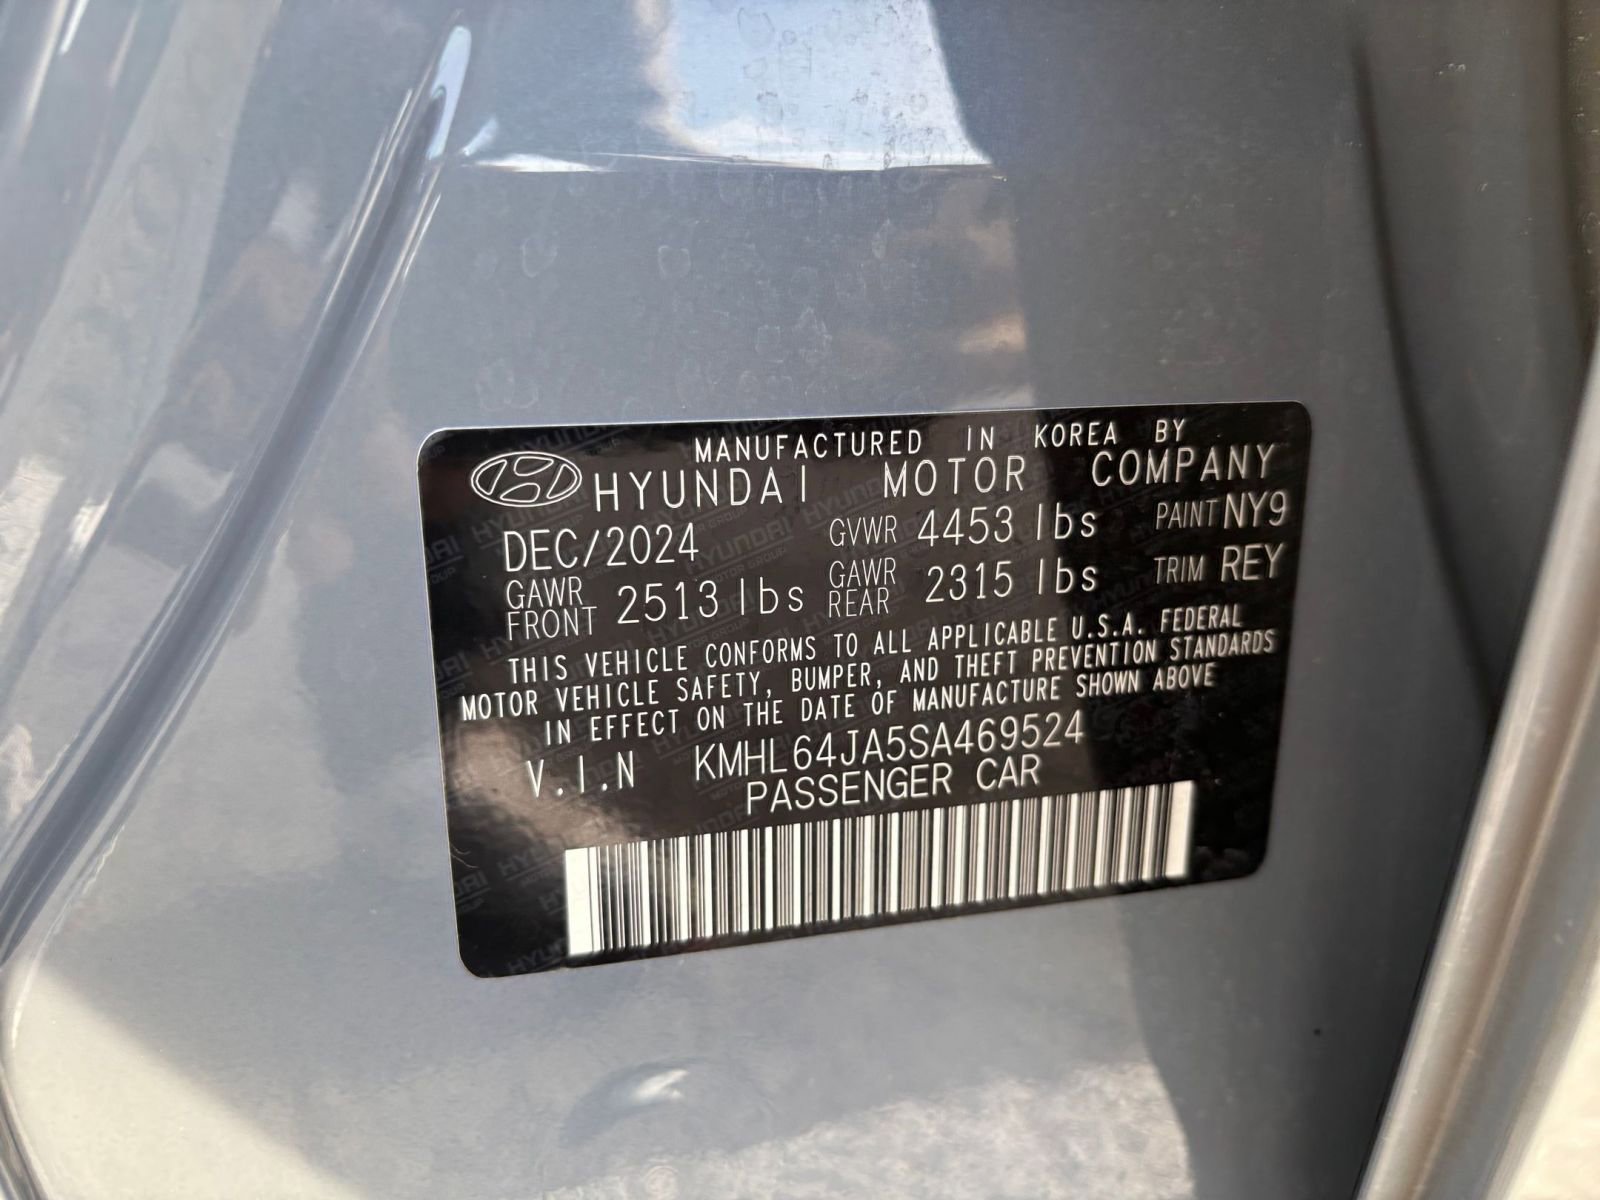 MANUFACTURED IN KOREA BY
HYUNDAI MOTOR COMPANY
DEC/2024 GVWR 4453 lbs PAINT NY9
GAWR FRONT 2513 lbs GAWR REAR 2315 lbs TRIM REY
THIS VEHICLE CONFORMS TO ALL APPLICABLE U.S.A. FEDERAL
MOTOR VEHICLE SAFETY, BUMPER, AND THEFT PREVENTION STANDARDS
IN EFFECT ON THE DATE OF MANUFACTURE SHOWN ABOVE
V.I.N KMHL64JA5SA469524
PASSENGER CAR